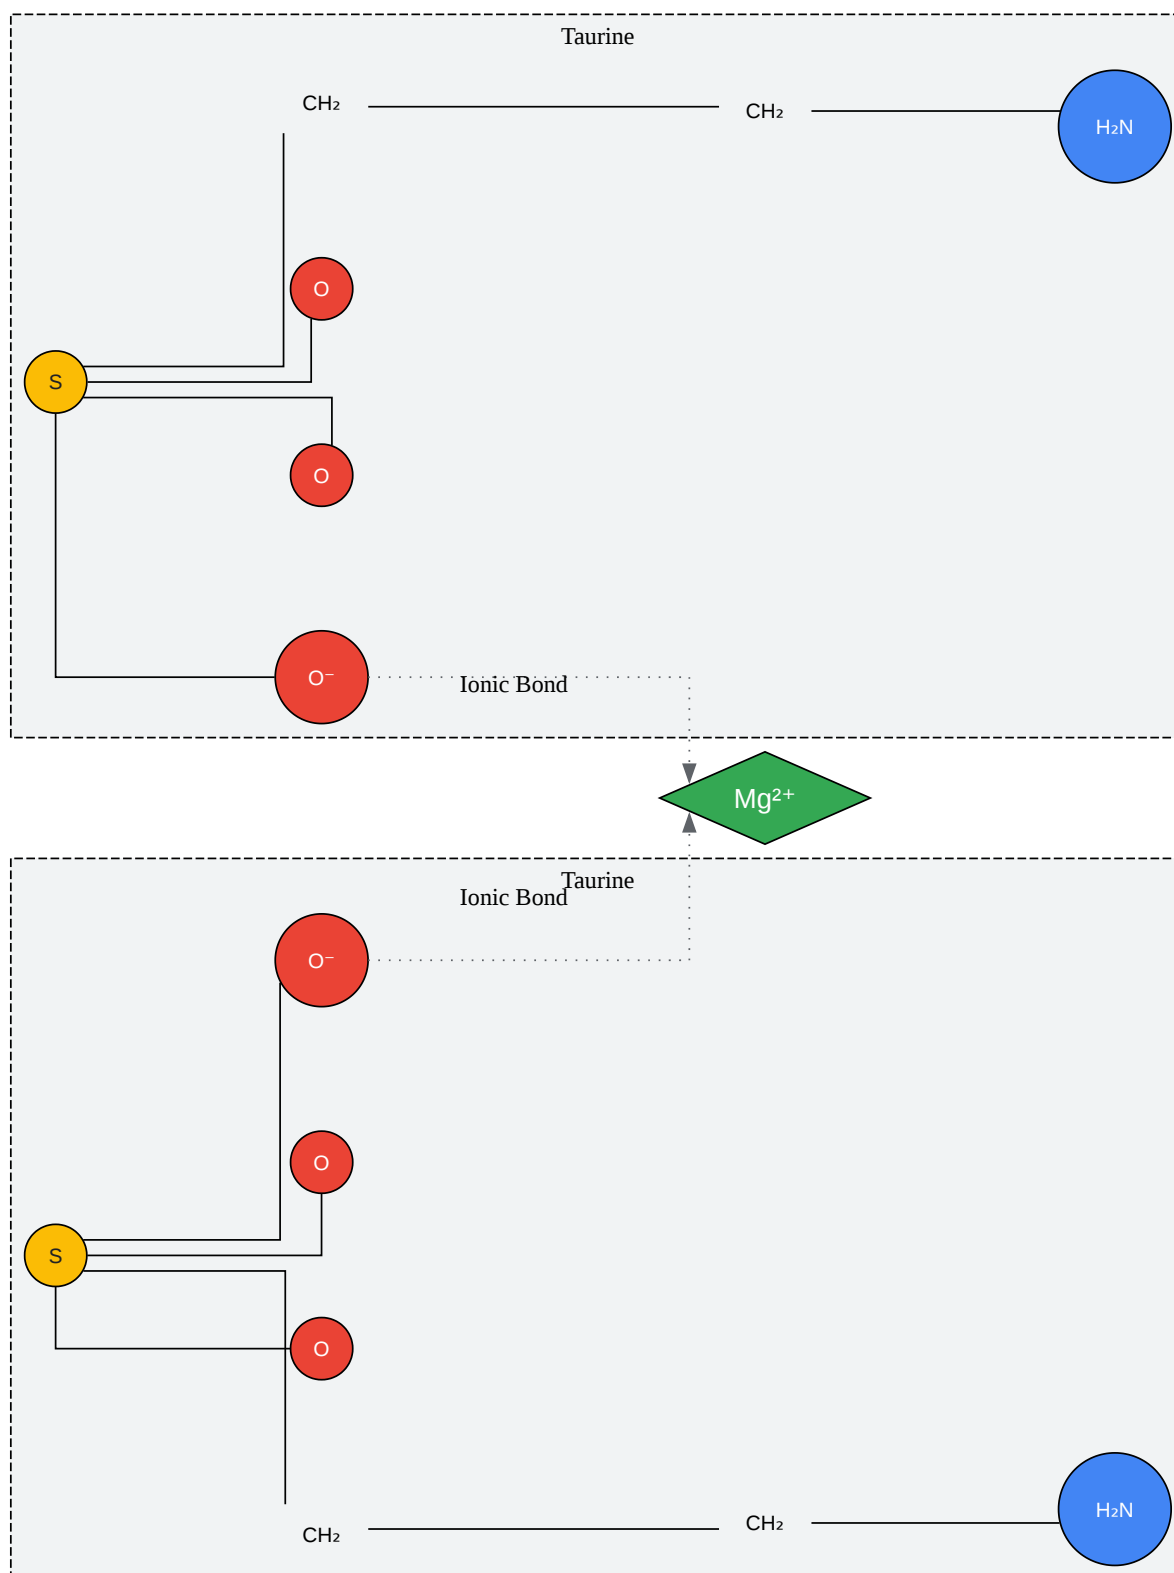 Taurine
CH₂
CH₂
H₂N
O
S
O
O⁻
Ionic Bond
Mg²⁺
Taurine
Ionic Bond
O⁻
O
S
O
CH₂
CH₂
H₂N